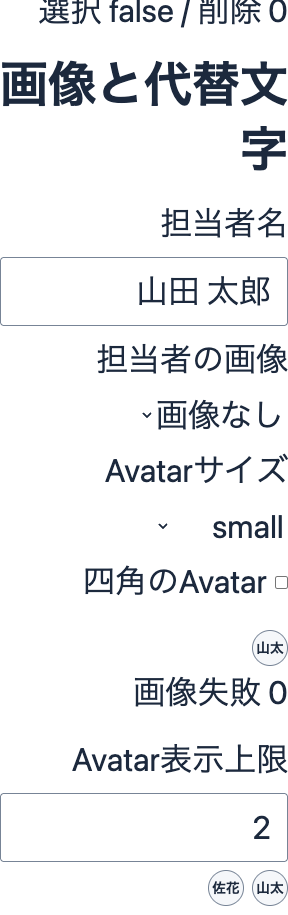 選択 false / 削除 0
画像と代替文
字
担当者名
山田 太郎
担当者の画像
画像なし
Avatarサイズ
small
四角のAvatar
山太
画像失敗 0
Avatar表示上限
2
佐花 山太